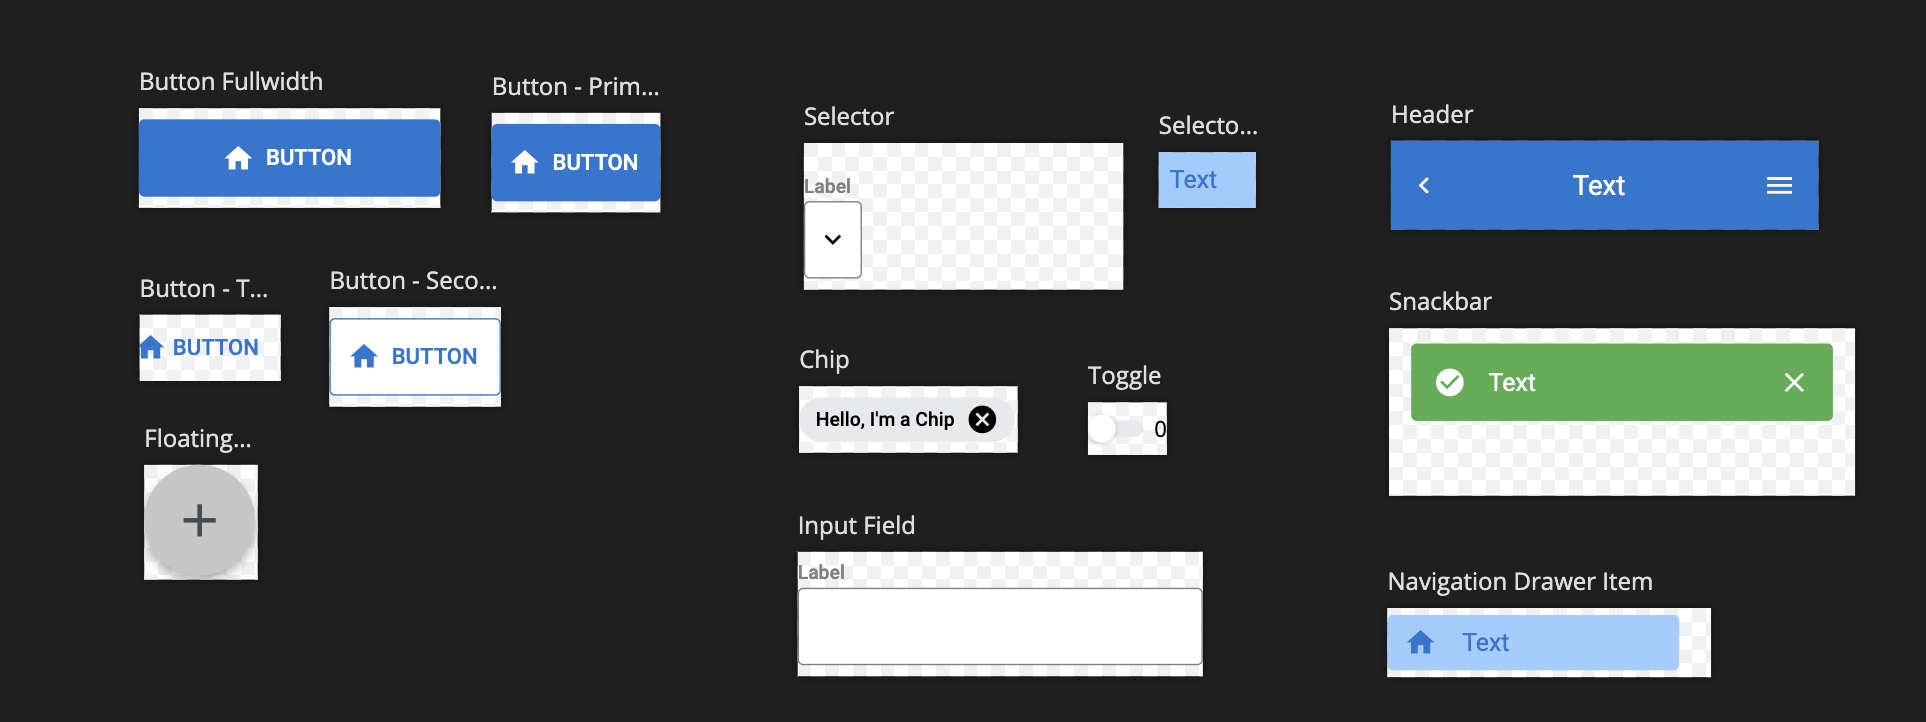 Button Fullwidth
BUTTON
Button - Prim...
BUTTON
Button - T...
BUTTON
Button - Seco...
BUTTON
Floating...
Selector
Label
Selecto...
Text
Chip
Hello, I'm a Chip
Toggle
0
Input Field
Label
Header
Text
Snackbar
Text
Navigation Drawer Item
Text